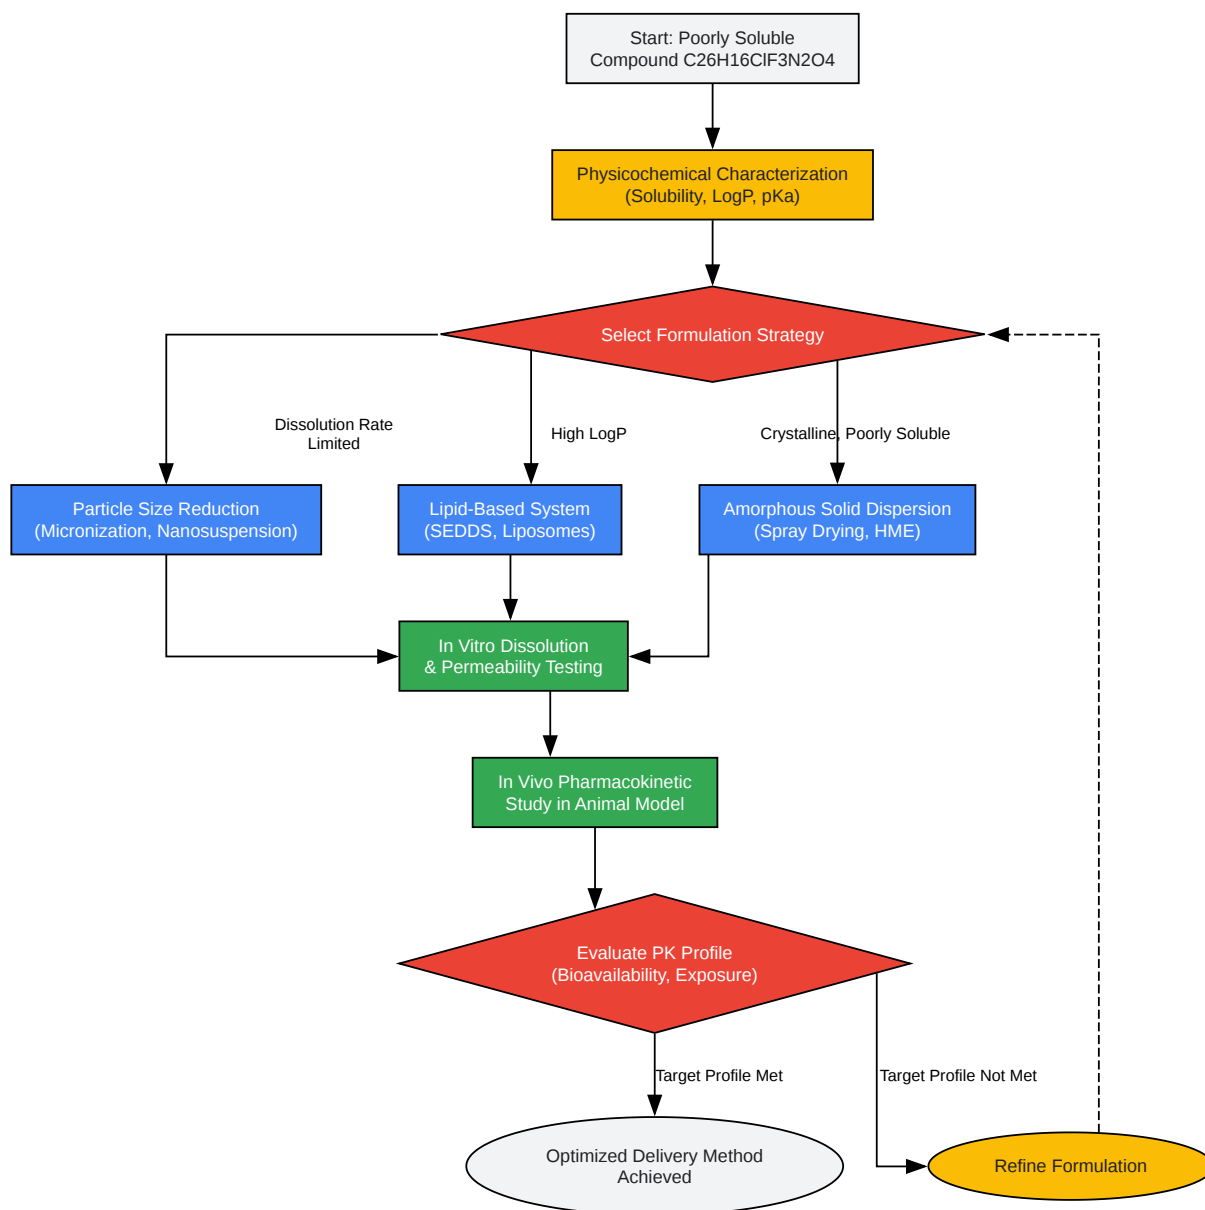 Start: Poorly Soluble
Compound C26H16ClF3N2O4
Physicochemical Characterization
(Solubility, LogP, pKa)
Select Formulation Strategy
Dissolution Rate
Limited
High LogP
Crystalline, Poorly Soluble
Particle Size Reduction
(Micronization, Nanosuspension)
Lipid-Based System
(SEDDS, Liposomes)
Amorphous Solid Dispersion
(Spray Drying, HME)
In Vitro Dissolution
& Permeability Testing
In Vivo Pharmacokinetic
Study in Animal Model
Evaluate PK Profile
(Bioavailability, Exposure)
Target Profile Met
Target Profile Not Met
Optimized Delivery Method
Achieved
Refine Formulation